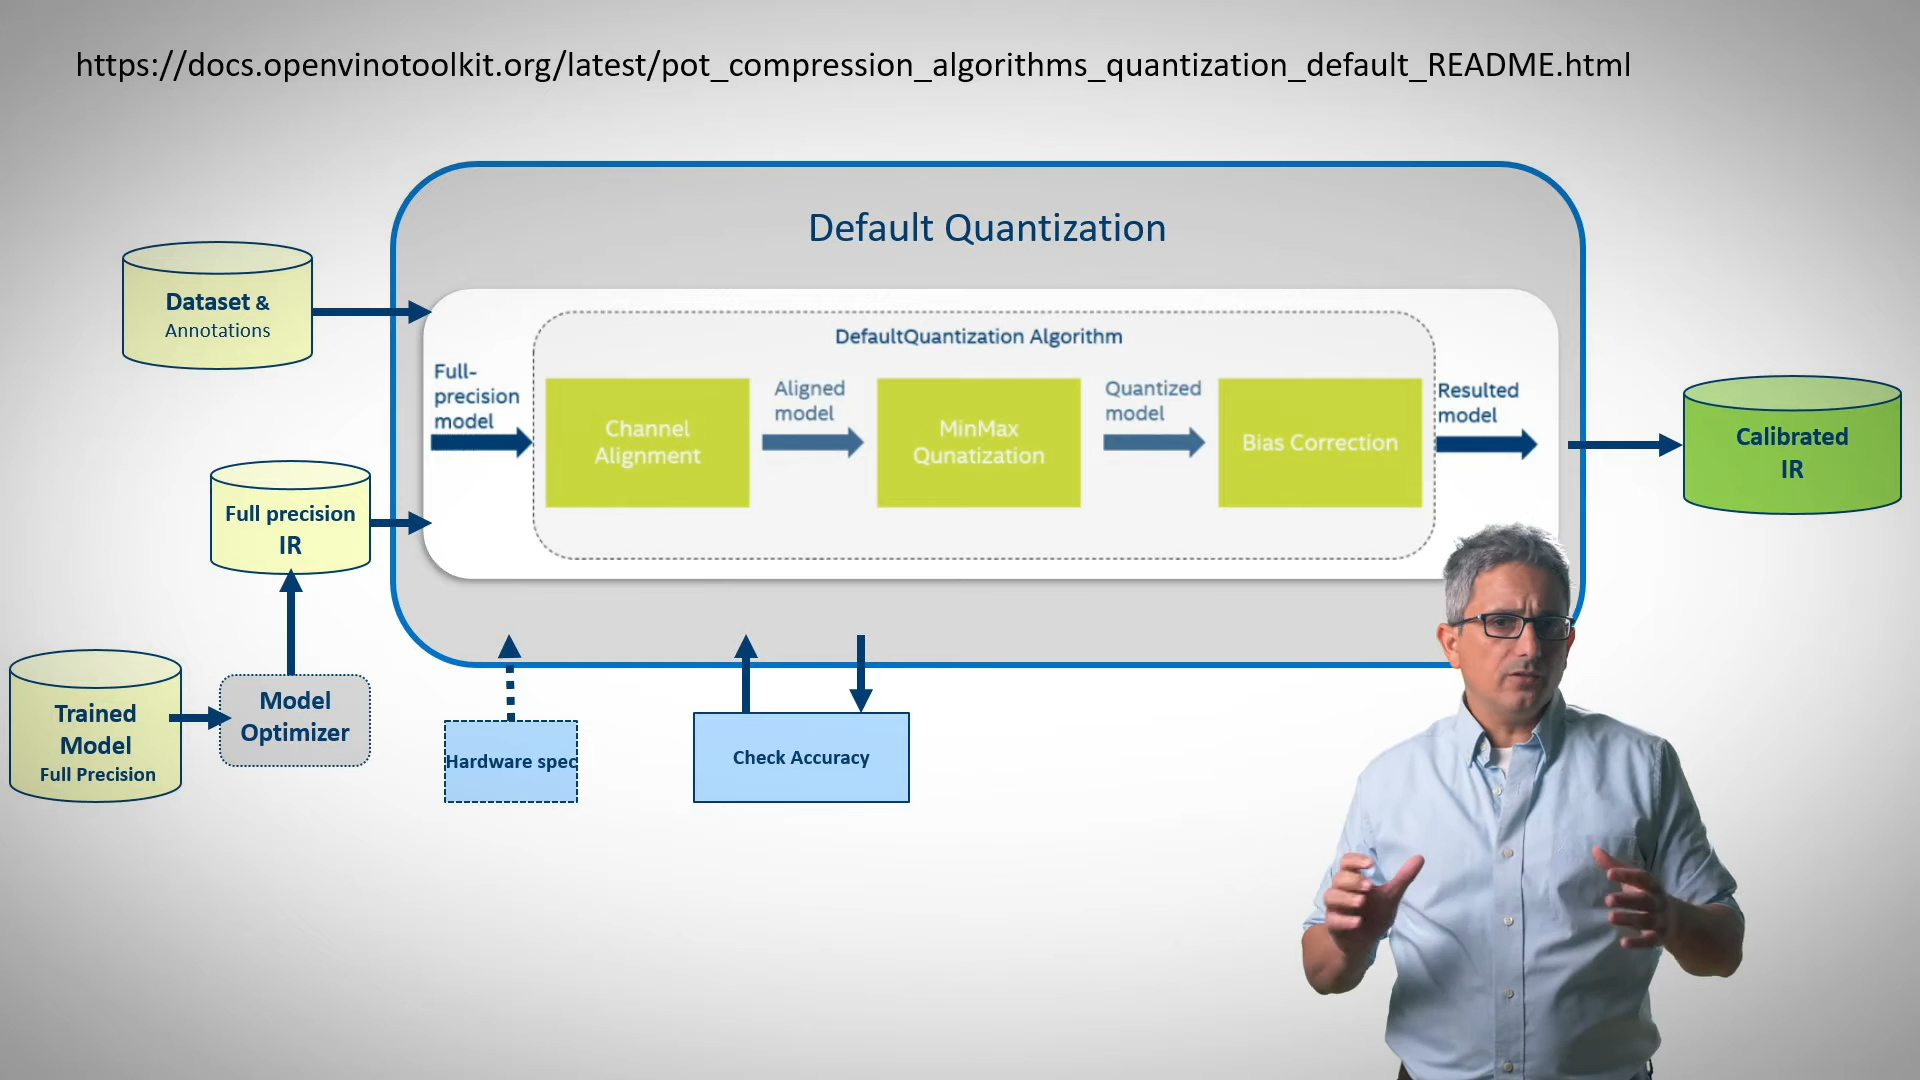 https://docs.openvinotoolkit.org/latest/pot_compression_algorithms_quantization_default_README.html
Default Quantization
Dataset &
Annotations
DefaultQuantization Algorithm
Full-
precision
model
Channel
Alignment
Aligned
model
MinMax
Qunatization
Quantized
model
Bias Correction
Resulted
model
Calibrated
IR
Full precision
IR
Trained
Model
Full Precision
Model
Optimizer
Hardware spec
Check Accuracy